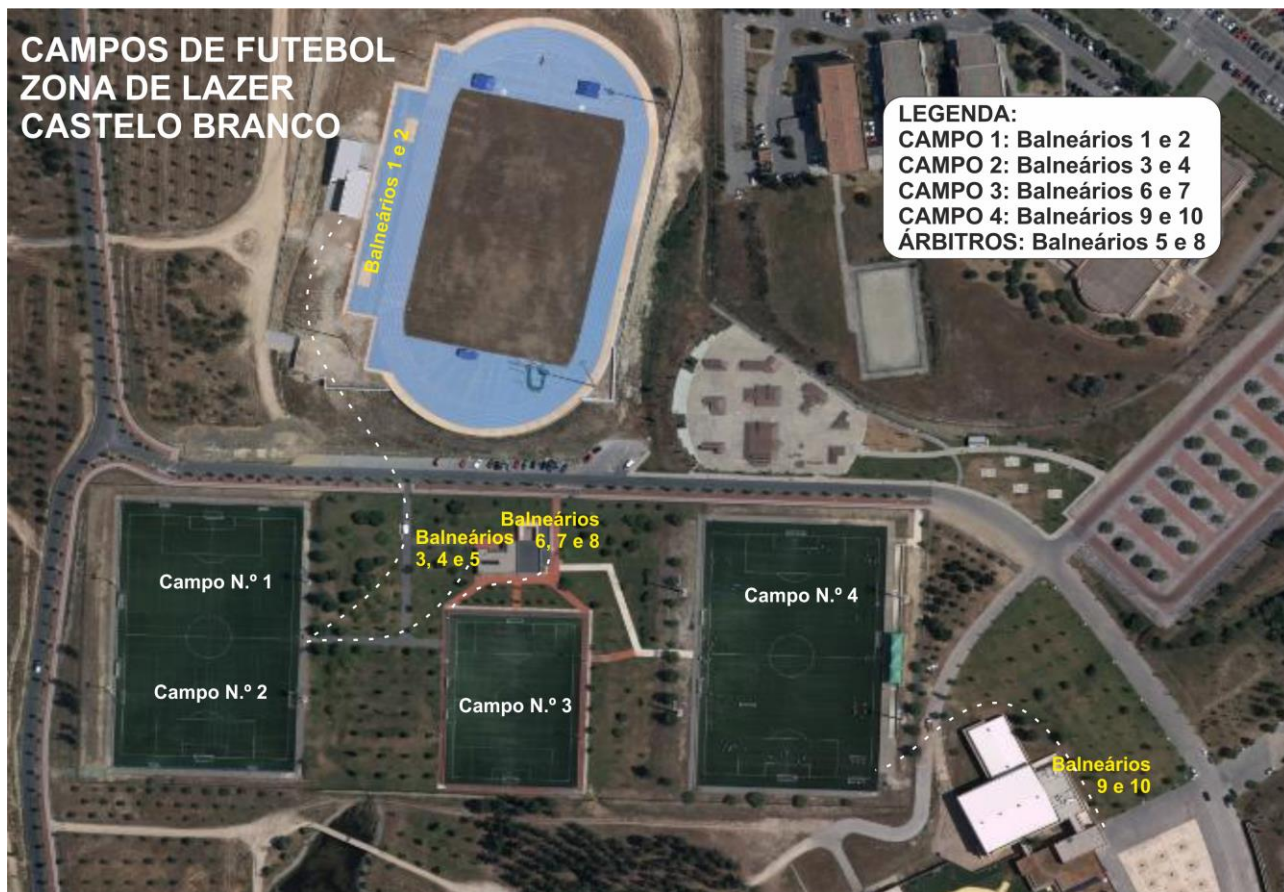 CAMPOS DE FUTEBOL
ZONA DE LAZER
CASTELO BRANCO
LEGENDA:
CAMPO 1: Balneários 1 e 2
CAMPO 2: Balneários 3 e 4
CAMPO 3: Balneários 6 e 7
CAMPO 4: Balneários 9 e 10
ÁRBITROS: Balneários 5 e 8
Balneários 1 e 2
Balneários
3, 4 e 5
Balneários
6, 7 e 8
Campo N.º 1
Campo N.º 2
Campo N.º 3
Campo N.º 4
Balneários
9 e 10